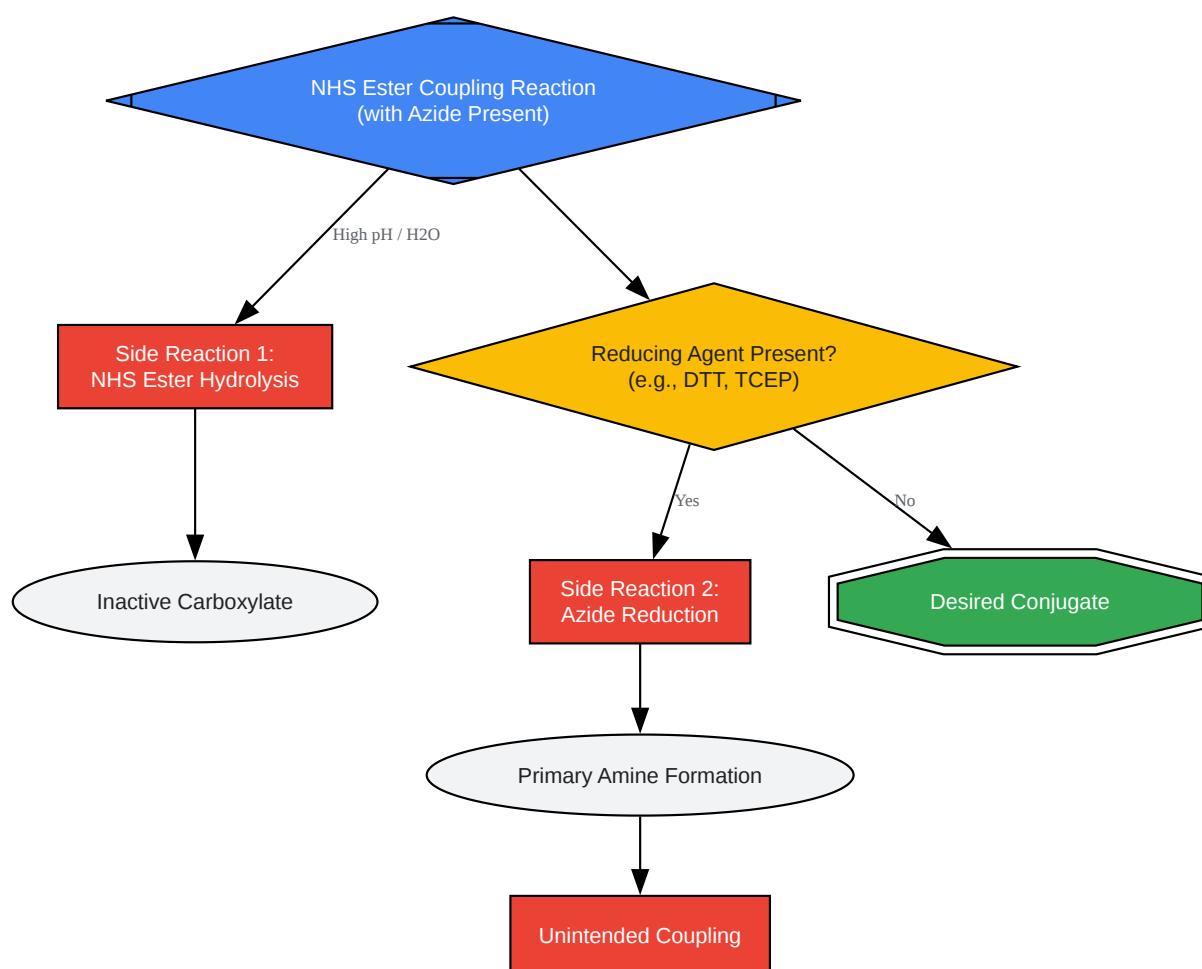 NHS Ester Coupling Reaction
(with Azide Present)
High pH / H2O
Side Reaction 1:
NHS Ester Hydrolysis
Reducing Agent Present?
(e.g., DTT, TCEP)
Yes
No
Inactive Carboxylate
Side Reaction 2:
Azide Reduction
Desired Conjugate
Primary Amine Formation
Unintended Coupling